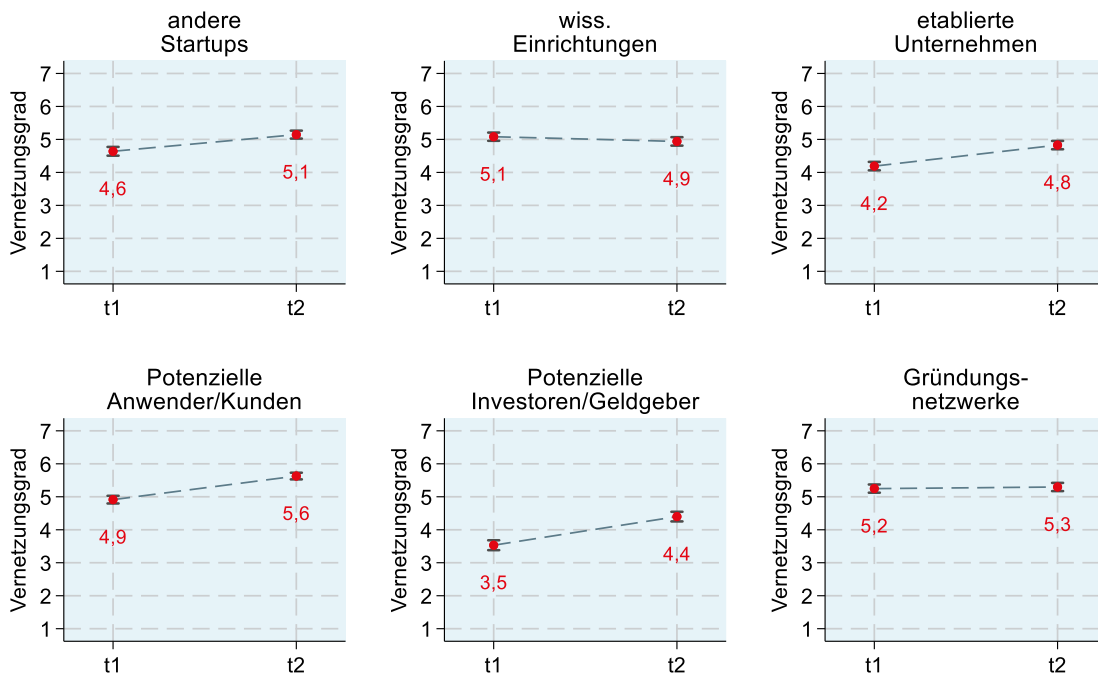 andere
Startups
Vernetzungsgrad
7
6
5
4
3
2
1
4,6
5,1
t1
t2
wiss.
Einrichtungen
Vernetzungsgrad
7
6
5
4
3
2
1
5,1
4,9
t1
t2
etablierte
Unternehmen
Vernetzungsgrad
7
6
5
4
3
2
1
4,2
4,8
t1
t2
Potenzielle
Anwender/Kunden
Vernetzungsgrad
7
6
5
4
3
2
1
4,9
5,6
t1
t2
Potenzielle
Investoren/Geldgeber
Vernetzungsgrad
7
6
5
4
3
2
1
3,5
4,4
t1
t2
Gründungs-
netzwerke
Vernetzungsgrad
7
6
5
4
3
2
1
5,2
5,3
t1
t2